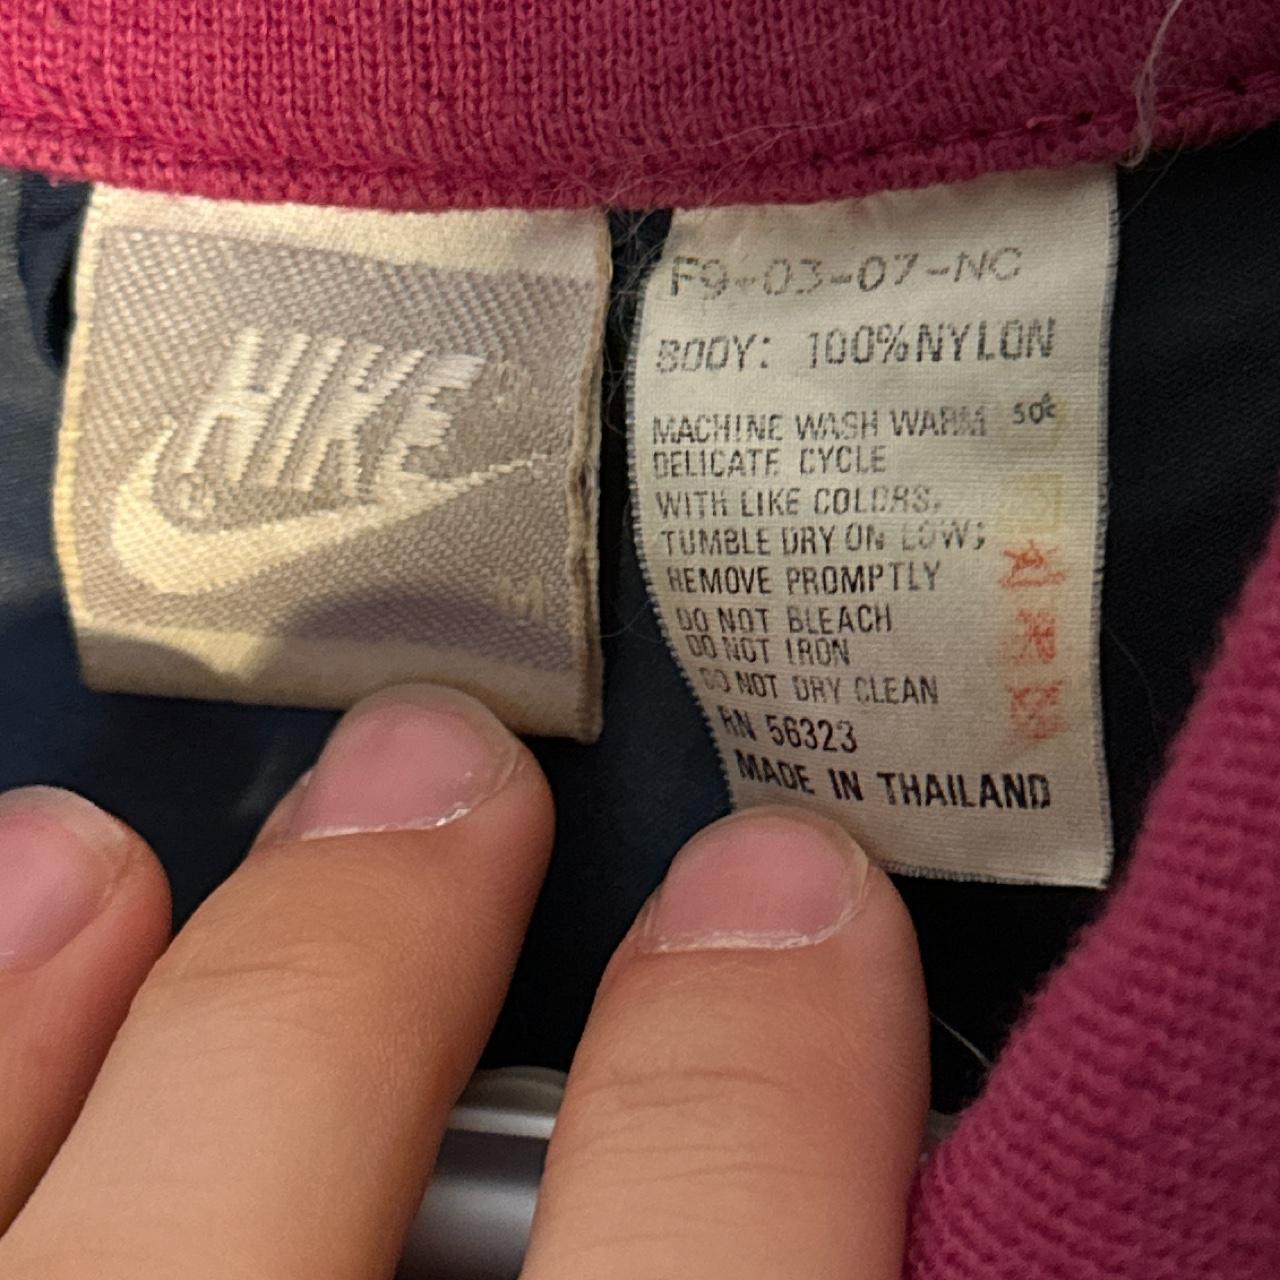 NIKE
M
F9-03-07-NC
BODY: 100%NYLON
MACHINE WASH WARM 50°c
DELICATE CYCLE
WITH LIKE COLORS.
TUMBLE DRY ON LOW;
REMOVE PROMPTLY
DO NOT BLEACH
DO NOT IRON
DO NOT DRY CLEAN
RN 56323
MADE IN THAILAND